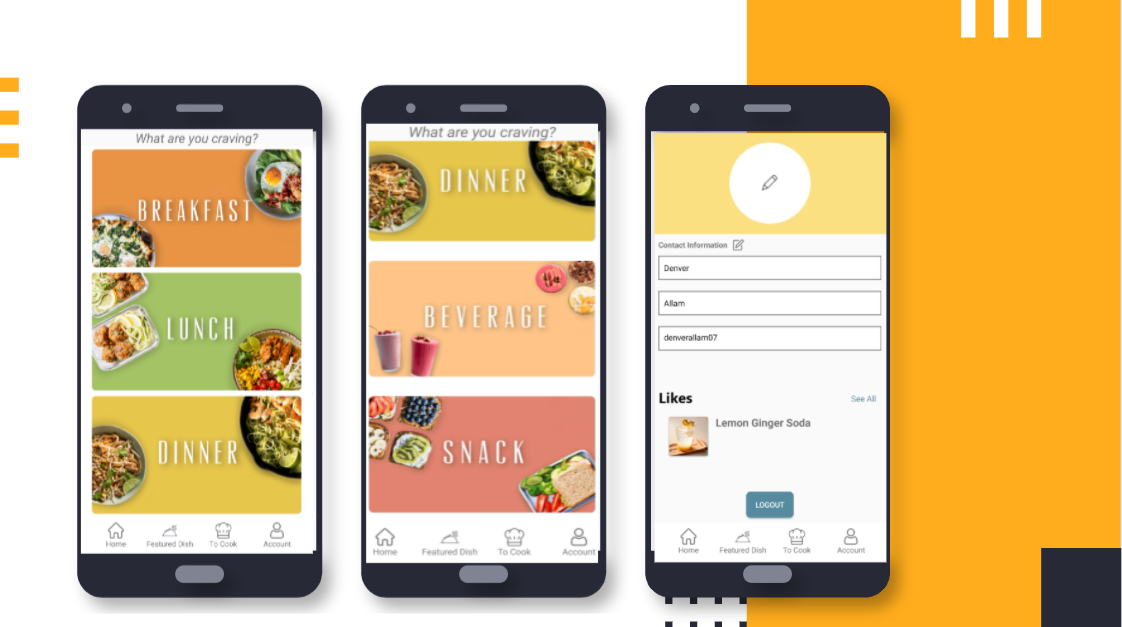 What are you craving?
BREAKFAST
LUNCH
DINNER
Home Featured Dish To Cook Account
What are you craving?
DINNER
BEVERAGE
SNACK
Home Featured Dish To Cook Account
Contact Information
Denver
Allam
denverallam07
Likes See All
Lemon Ginger Soda
LOGOUT
Home Featured Dish To Cook Account